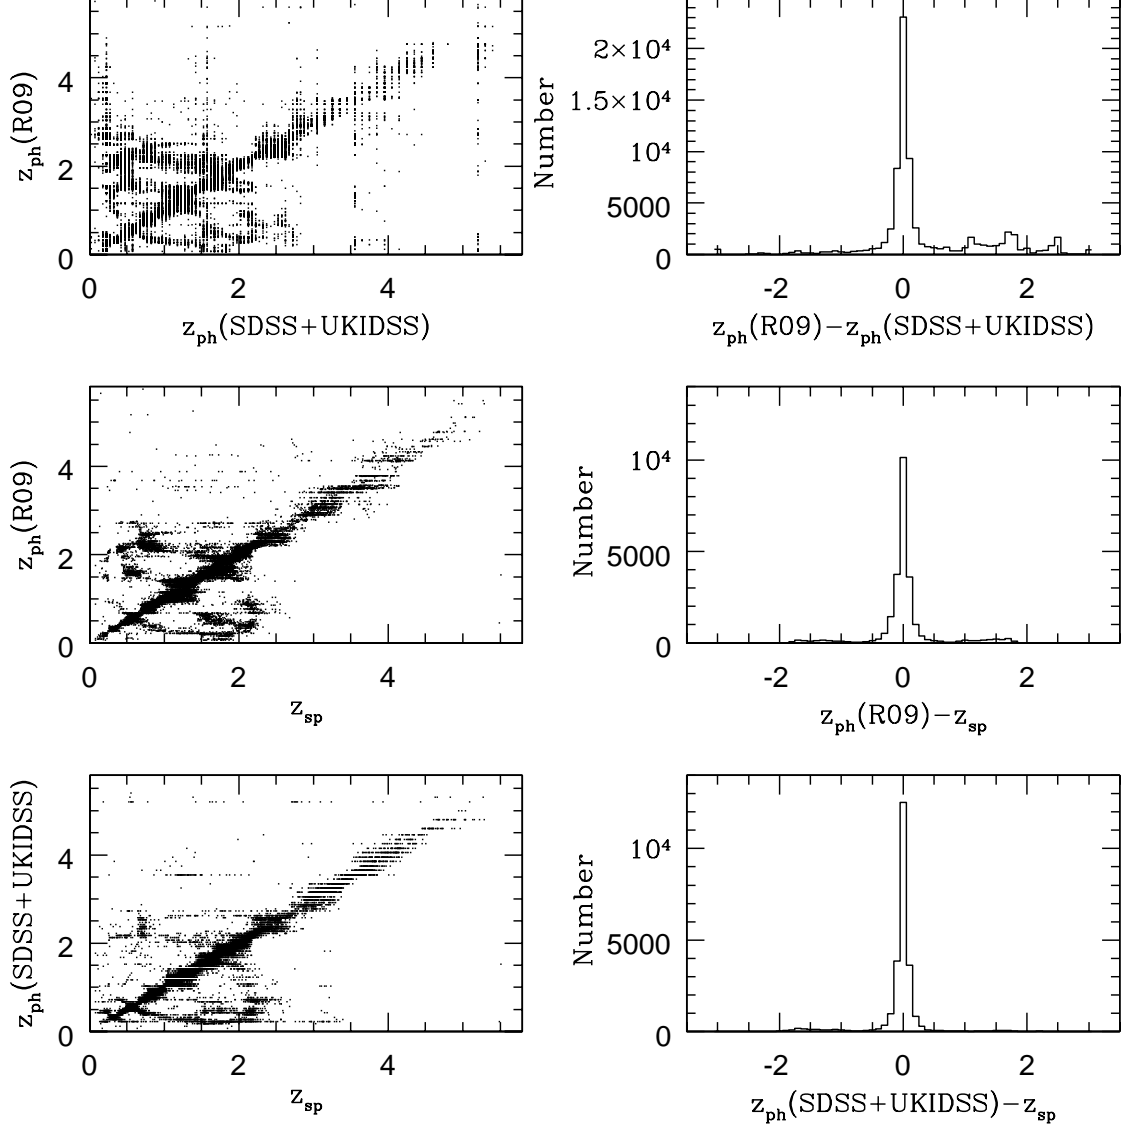 z_ph(R09)
4
2
0
0 2 4
z_ph(SDSS+UKIDSS)
Number
2×10⁴
1.5×10⁴
10⁴
5000
0
-2 0 2
z_ph(R09)−z_ph(SDSS+UKIDSS)
z_ph(R09)
4
2
0
0 2 4
z_sp
Number
10⁴
5000
0
-2 0 2
z_ph(R09)−z_sp
z_ph(SDSS+UKIDSS)
4
2
0
0 2 4
z_sp
Number
10⁴
5000
0
-2 0 2
z_ph(SDSS+UKIDSS)−z_sp